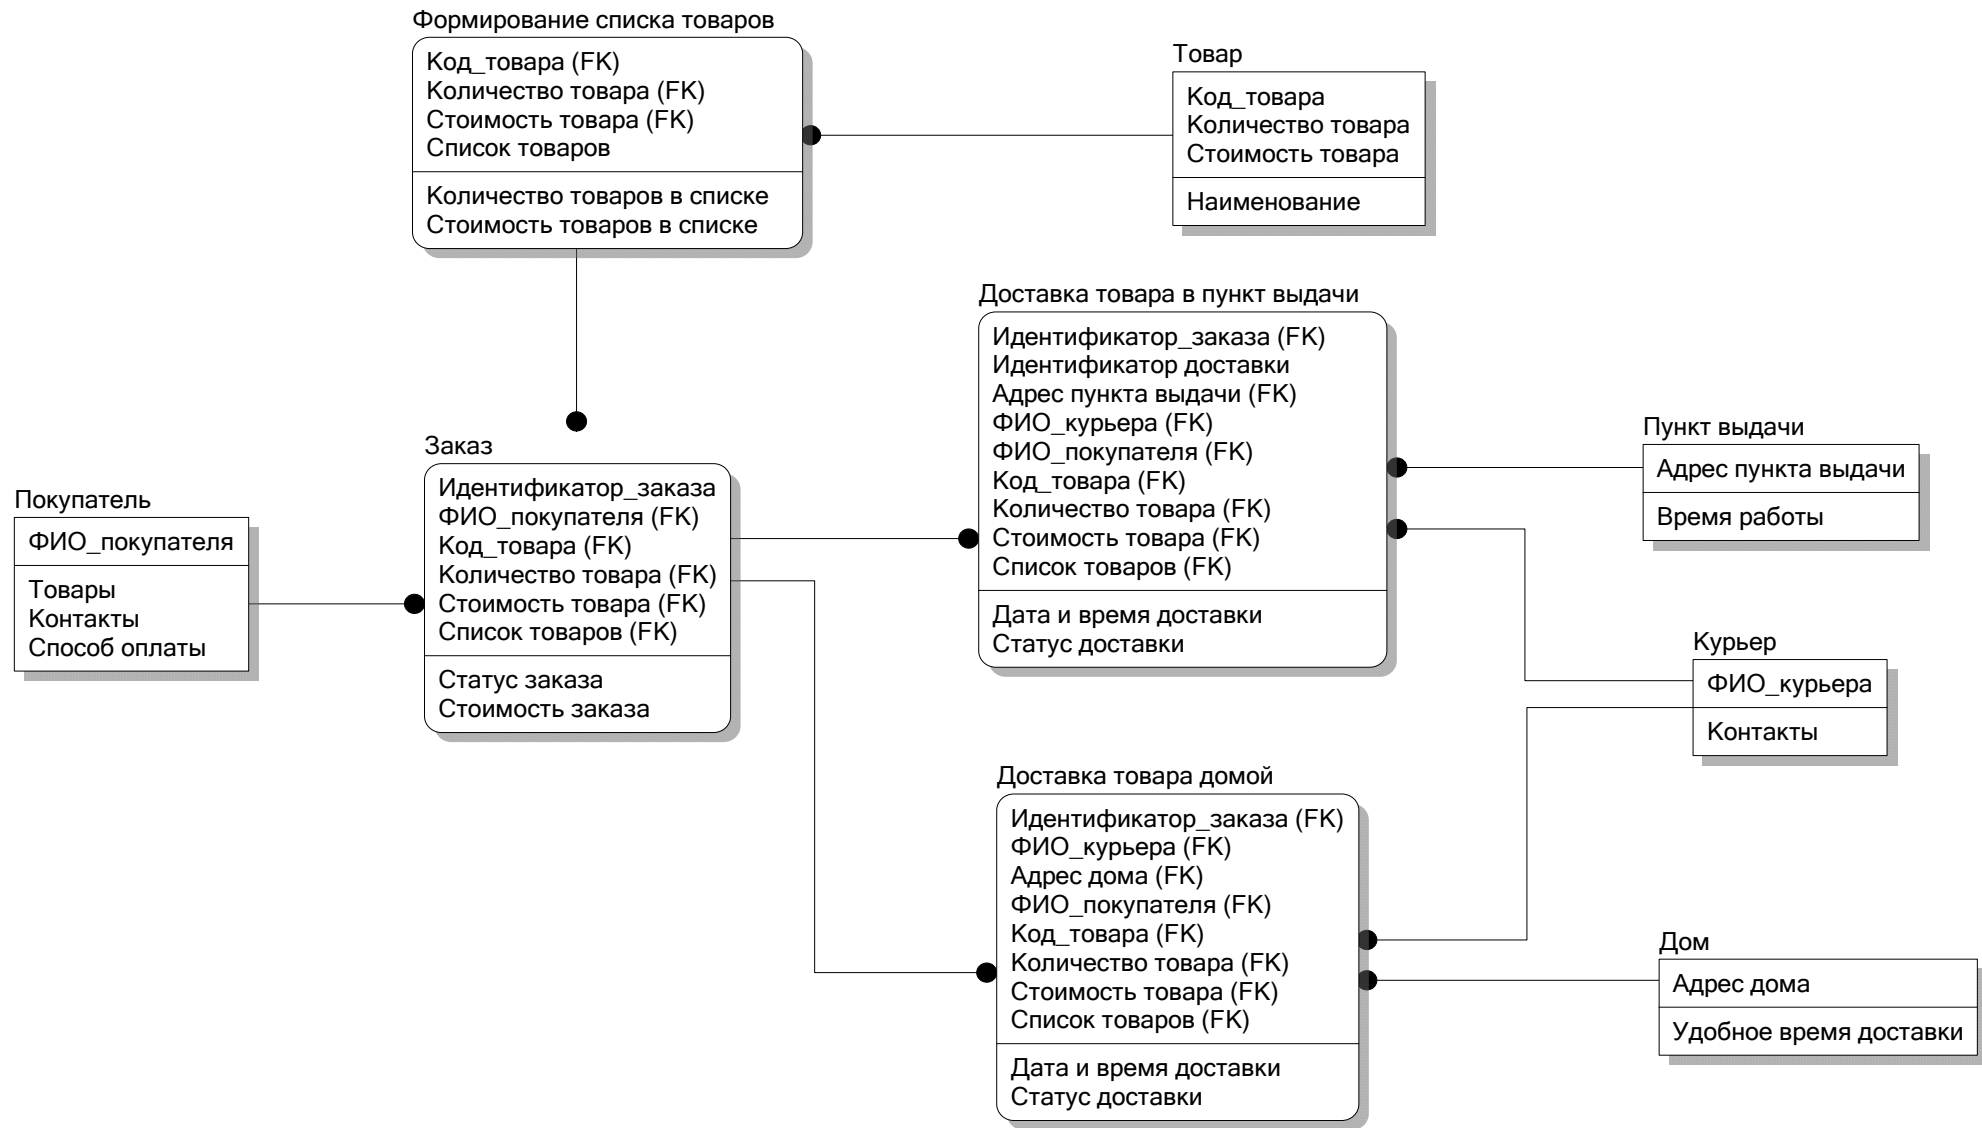 Формирование списка товаров
Код_товара (FK)
Количество товара (FK)
Стоимость товара (FK)
Список товаров
Количество товаров в списке
Стоимость товаров в списке
Товар
Код_товара
Количество товара
Стоимость товара
Наименование
Доставка товара в пункт выдачи
Идентификатор_заказа (FK)
Идентификатор доставки
Адрес пункта выдачи (FK)
ФИО_курьера (FK)
ФИО_покупателя (FK)
Код_товара (FK)
Количество товара (FK)
Стоимость товара (FK)
Список товаров (FK)
Дата и время доставки
Статус доставки
Пункт выдачи
Адрес пункта выдачи
Время работы
Заказ
Идентификатор_заказа
ФИО_покупателя (FK)
Код_товара (FK)
Количество товара (FK)
Стоимость товара (FK)
Список товаров (FK)
Статус заказа
Стоимость заказа
Покупатель
ФИО_покупателя
Товары
Контакты
Способ оплаты
Курьер
ФИО_курьера
Контакты
Доставка товара домой
Идентификатор_заказа (FK)
ФИО_курьера (FK)
Адрес дома (FK)
ФИО_покупателя (FK)
Код_товара (FK)
Количество товара (FK)
Стоимость товара (FK)
Список товаров (FK)
Дата и время доставки
Статус доставки
Дом
Адрес дома
Удобное время доставки